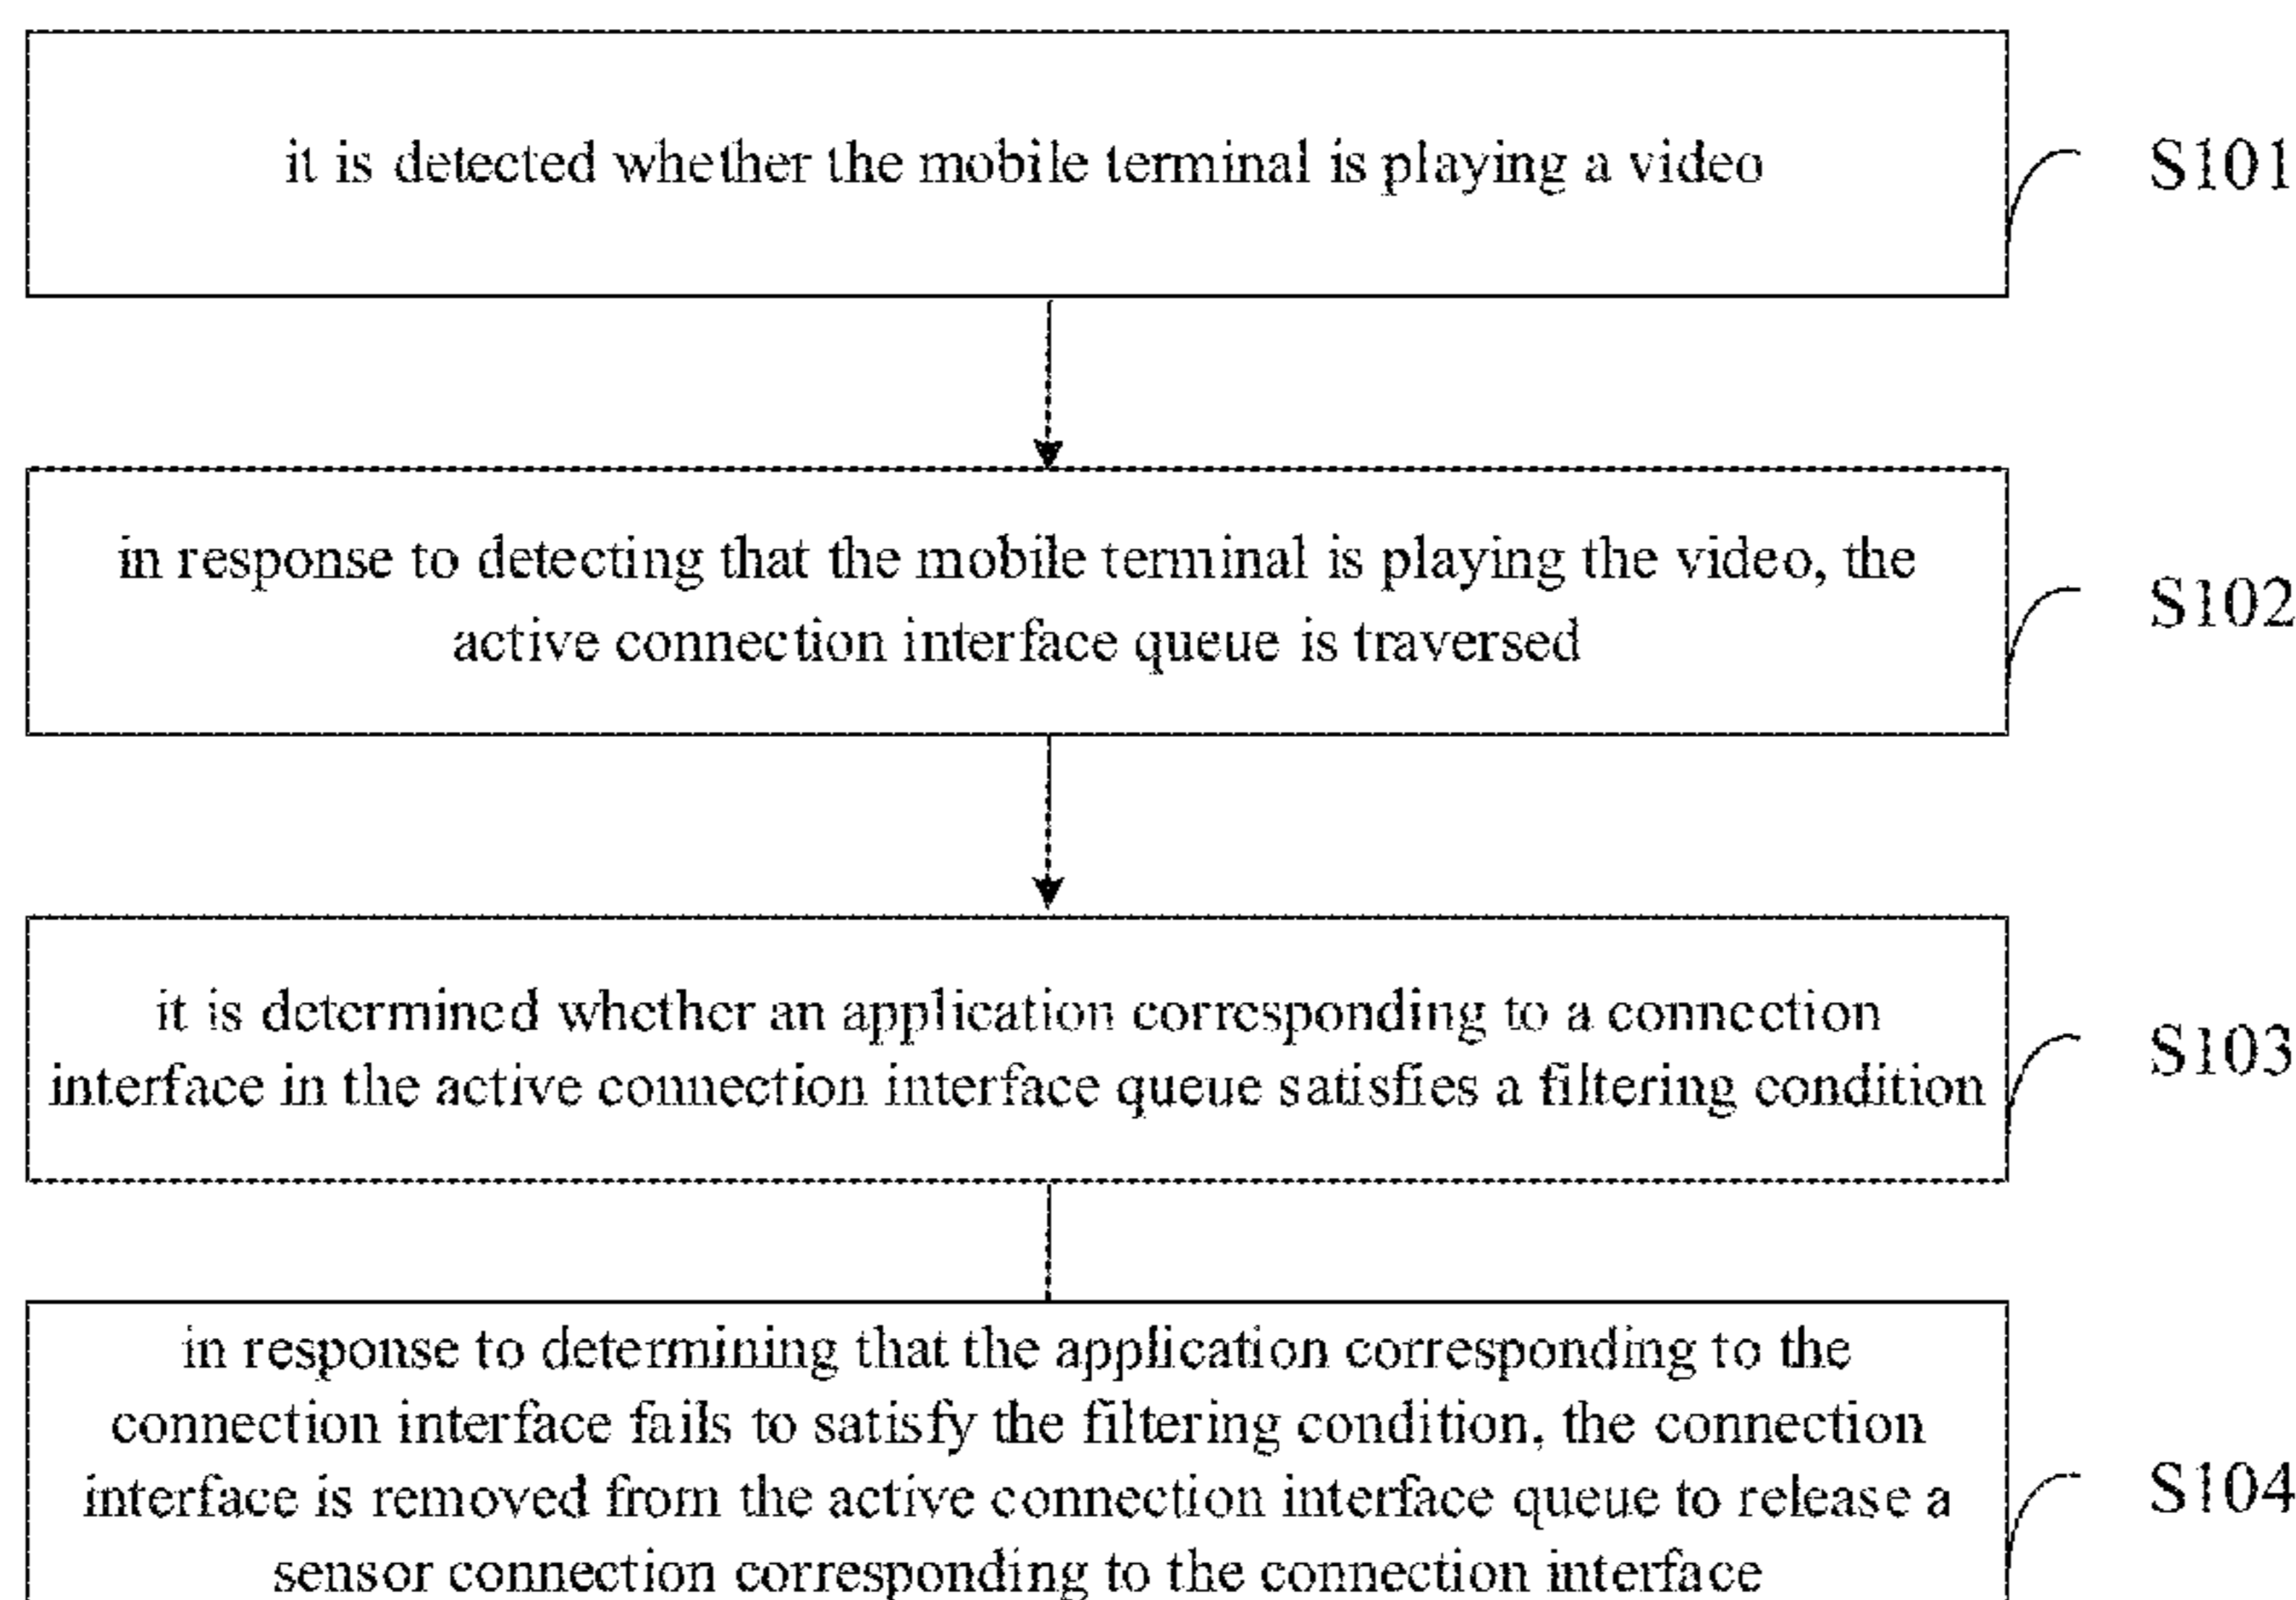 it is detected whether the mobile terminal is playing a video
S101
in response to detecting that the mobile terminal is playing the video, the
active connection interface queue is traversed
S102
it is determined whether an application corresponding to a connection
interface in the active connection interface queue satisfies a filtering condition
S103
in response to determining that the application corresponding to the
connection interface fails to satisfy the filtering condition, the connection
interface is removed from the active connection interface queue to release a
sensor connection corresponding to the connection interface
S104